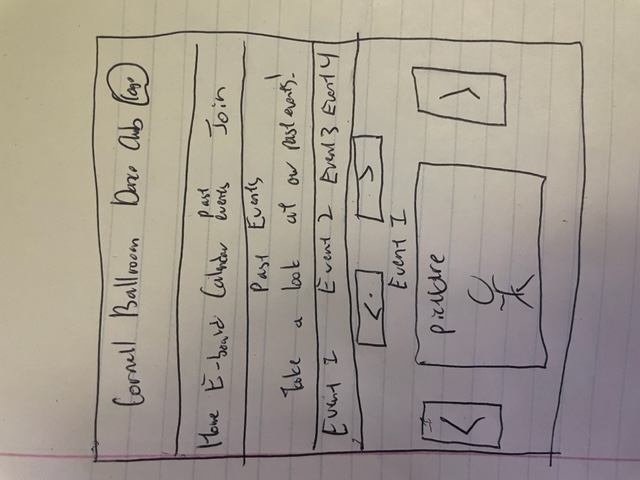 Cornell Ballroom Dance Club logo
Home E-board Calendar Past events Join
Past Events
Take a look at our past events!
Event 1 Event 2 Event 3 Event 4
< >
Event 1
< picture >